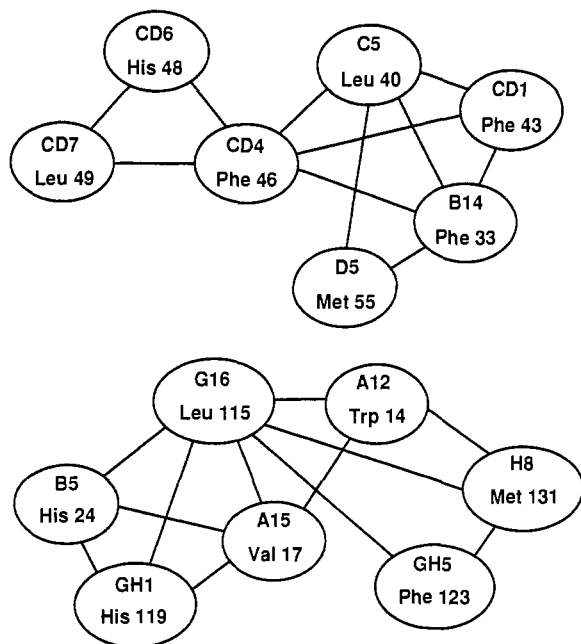 CD6
His 48
C5
Leu 40
CD1
Phe 43
CD7
Leu 49
CD4
Phe 46
B14
Phe 33
D5
Met 55
G16
Leu 115
A12
Trp 14
H8
Met 131
B5
His 24
A15
Val 17
GH5
Phe 123
GH1
His 119